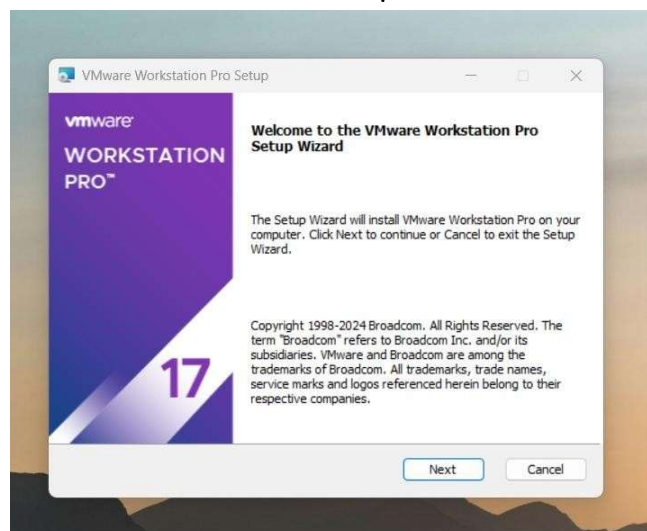 VMware Workstation Pro Setup
vmware
WORKSTATION
PRO™
Welcome to the VMware Workstation Pro
Setup Wizard
The Setup Wizard will install VMware Workstation Pro on your
computer. Click Next to continue or Cancel to exit the Setup
Wizard.
Copyright 1998-2024 Broadcom. All Rights Reserved. The
term "Broadcom" refers to Broadcom Inc. and/or its
subsidiaries. VMware and Broadcom are among the
trademarks of Broadcom. All trademarks, trade names,
service marks and logos referenced herein belong to their
respective companies.
17
Next
Cancel